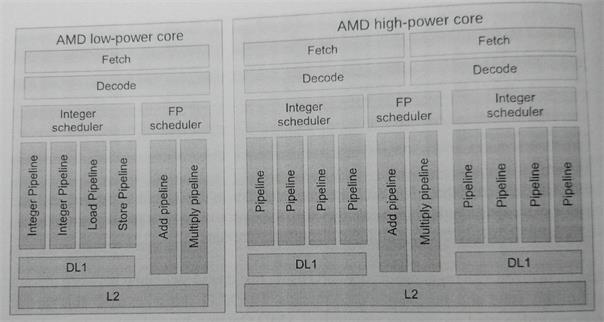 AMD low-power core
Fetch
Decode
Integer
scheduler
FP
scheduler
Integer Pipeline
Integer Pipeline
Load Pipeline
Store Pipeline
Add pipeline
Multiply pipeline
DL1
L2
AMD high-power core
Fetch
Fetch
Decode
Decode
Integer
scheduler
FP
scheduler
Integer
scheduler
Pipeline
Pipeline
Pipeline
Pipeline
Add pipeline
Multiply pipeline
Pipeline
Pipeline
Pipeline
Pipeline
DL1
DL1
L2